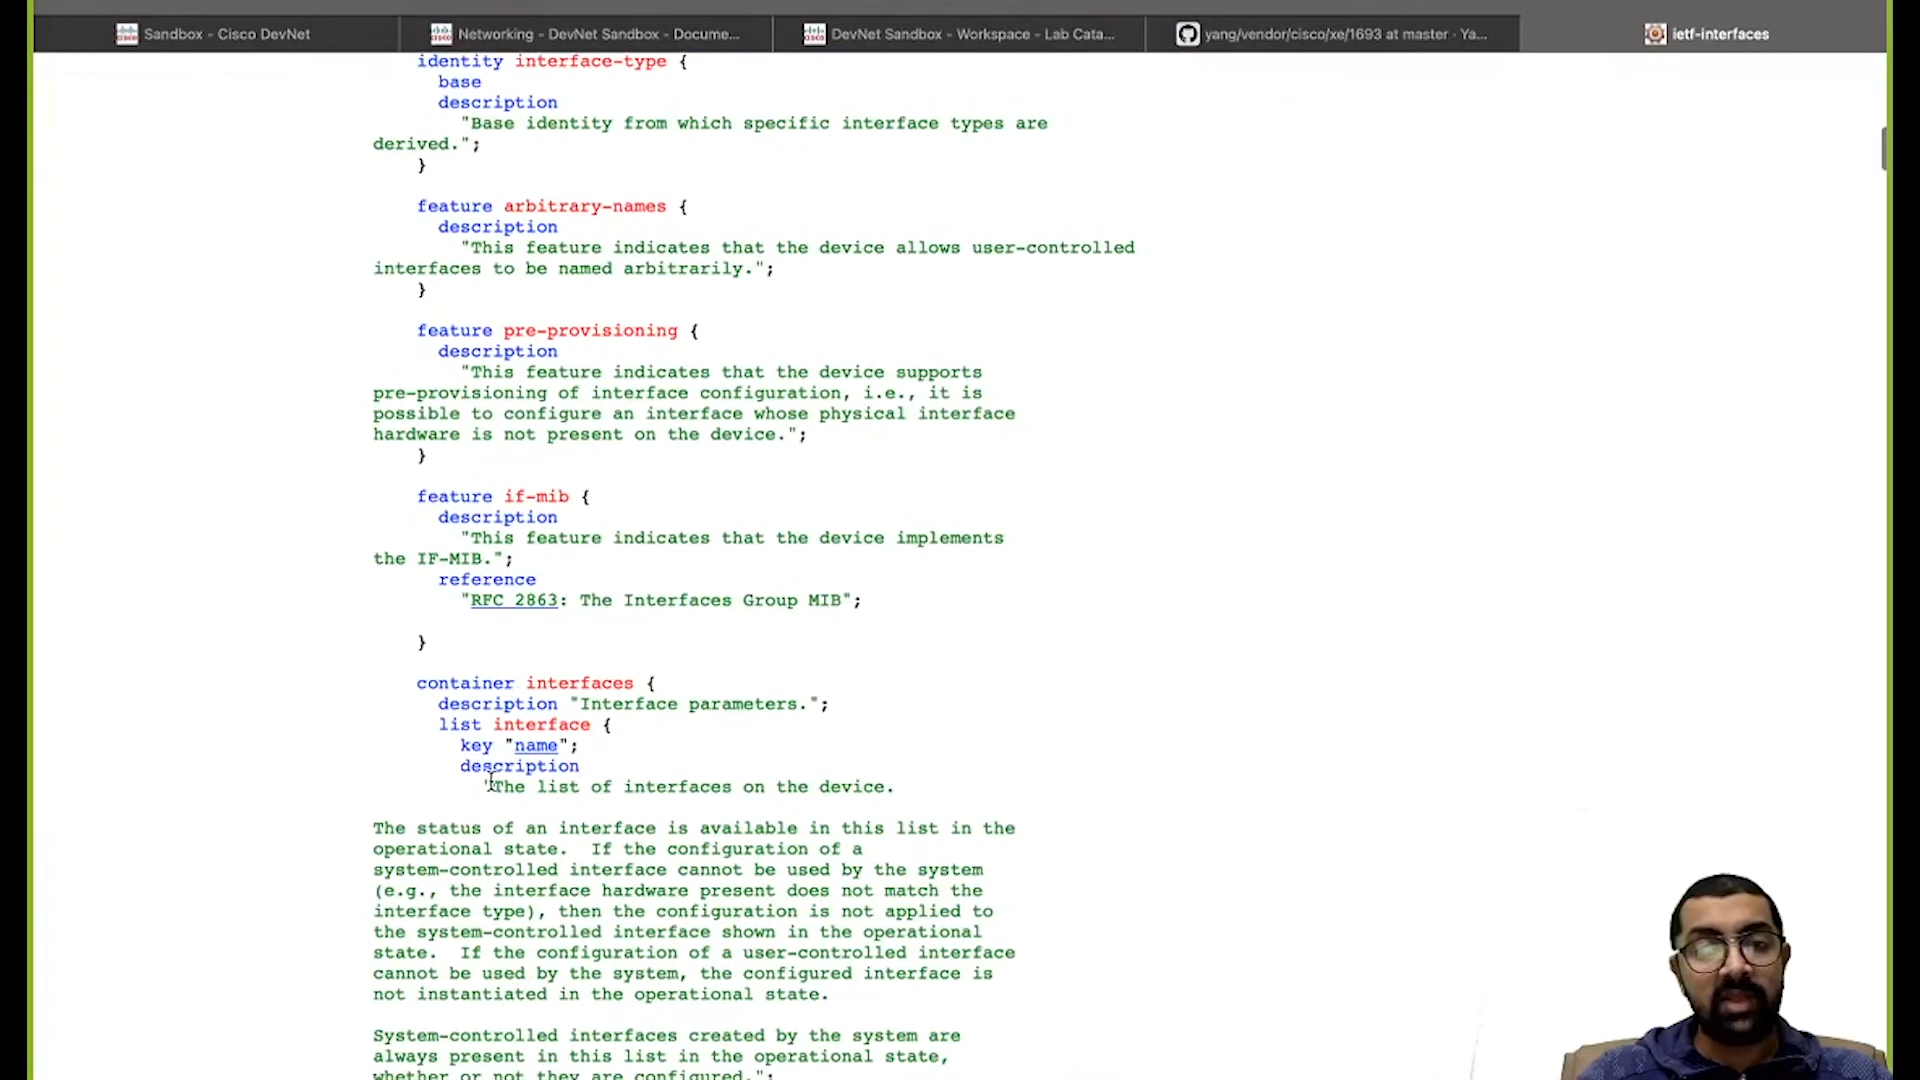 Sandbox - Cisco DevNet
Networking - DevNet Sandbox - Docume...
DevNet Sandbox - Workspace - Lab Cata...
yang/vendor/cisco/xe/1693 at master · Ya...
ietf-interfaces
identity interface-type {
base
description
"Base identity from which specific interface types are
derived.";
}
feature arbitrary-names {
description
"This feature indicates that the device allows user-controlled
interfaces to be named arbitrarily.";
}
feature pre-provisioning {
description
"This feature indicates that the device supports
pre-provisioning of interface configuration, i.e., it is
possible to configure an interface whose physical interface
hardware is not present on the device.";
}
feature if-mib {
description
"This feature indicates that the device implements
the IF-MIB.";
reference
"RFC 2863: The Interfaces Group MIB";
}
container interfaces {
description "Interface parameters.";
list interface {
key "name";
description
"The list of interfaces on the device.
The status of an interface is available in this list in the
operational state.  If the configuration of a
system-controlled interface cannot be used by the system
(e.g., the interface hardware present does not match the
interface type), then the configuration is not applied to
the system-controlled interface shown in the operational
state.  If the configuration of a user-controlled interface
cannot be used by the system, the configured interface is
not instantiated in the operational state.
System-controlled interfaces created by the system are
always present in this list in the operational state,
whether or not they are configured.";